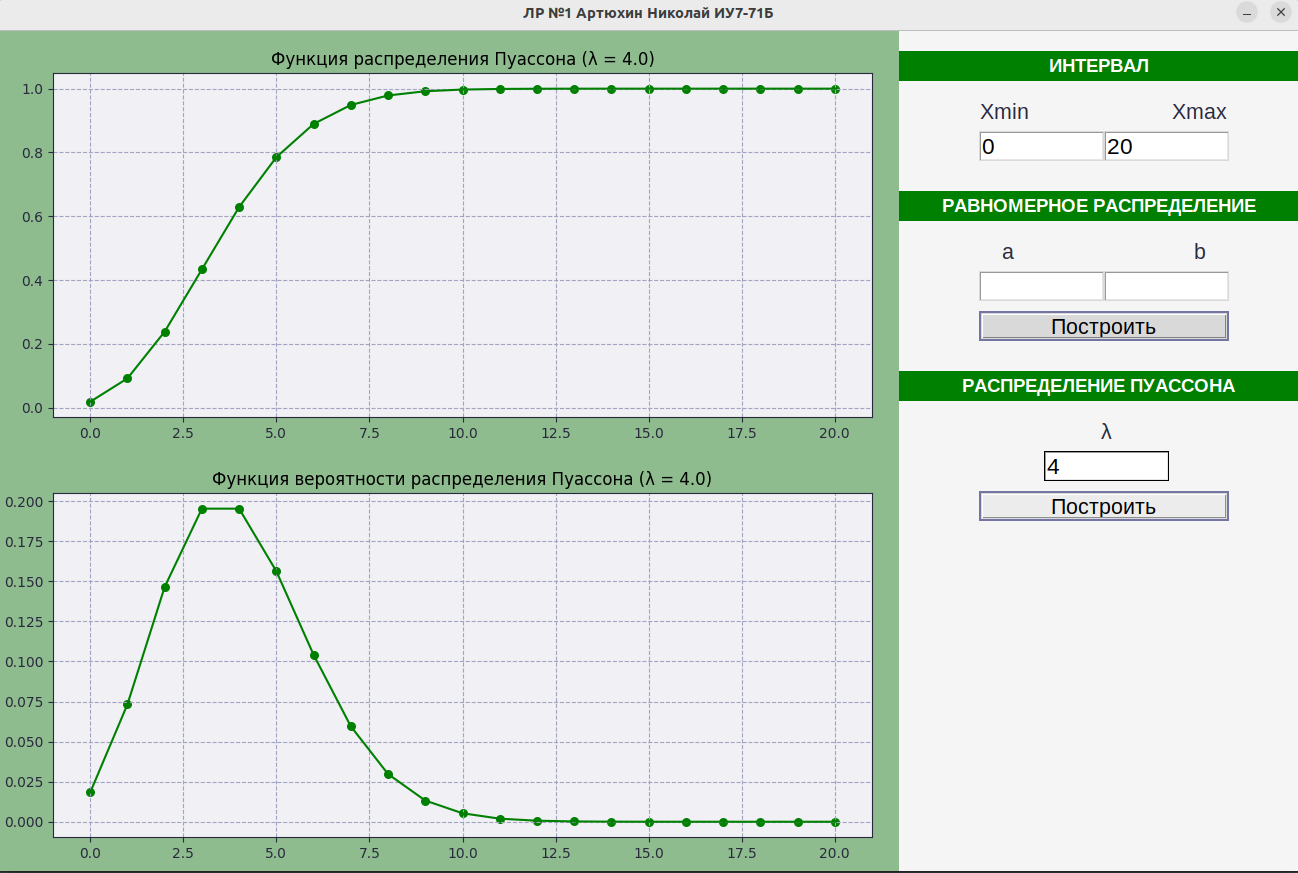 ЛР №1 Артюхин Николай ИУ7-71Б
Функция распределения Пуассона (λ = 4.0)
1.0
0.8
0.6
0.4
0.2
0.0
0.0 2.5 5.0 7.5 10.0 12.5 15.0 17.5 20.0
Функция вероятности распределения Пуассона (λ = 4.0)
0.200
0.175
0.150
0.125
0.100
0.075
0.050
0.025
0.000
0.0 2.5 5.0 7.5 10.0 12.5 15.0 17.5 20.0
ИНТЕРВАЛ
Xmin Xmax
0 20
РАВНОМЕРНОЕ РАСПРЕДЕЛЕНИЕ
a b
Построить
РАСПРЕДЕЛЕНИЕ ПУАССОНА
λ
4
Построить